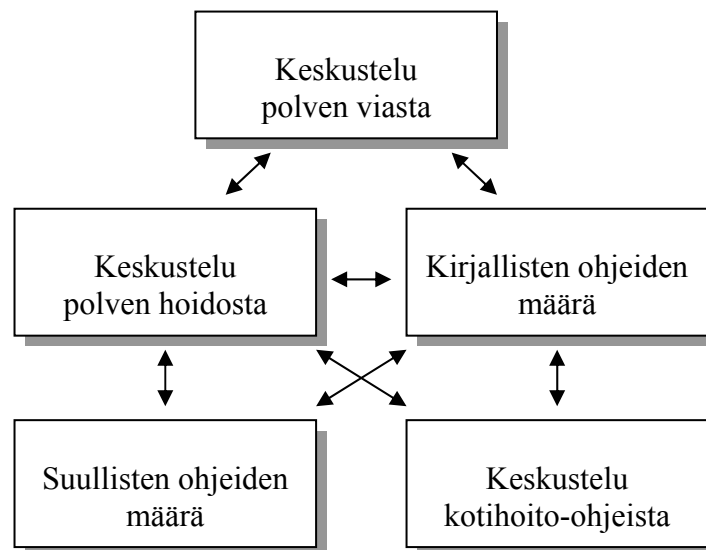 Keskustelu
polven viasta
Keskustelu
polven hoidosta
Kirjallisten ohjeiden
määrä
Suullisten ohjeiden
määrä
Keskustelu
kotihoito-ohjeista